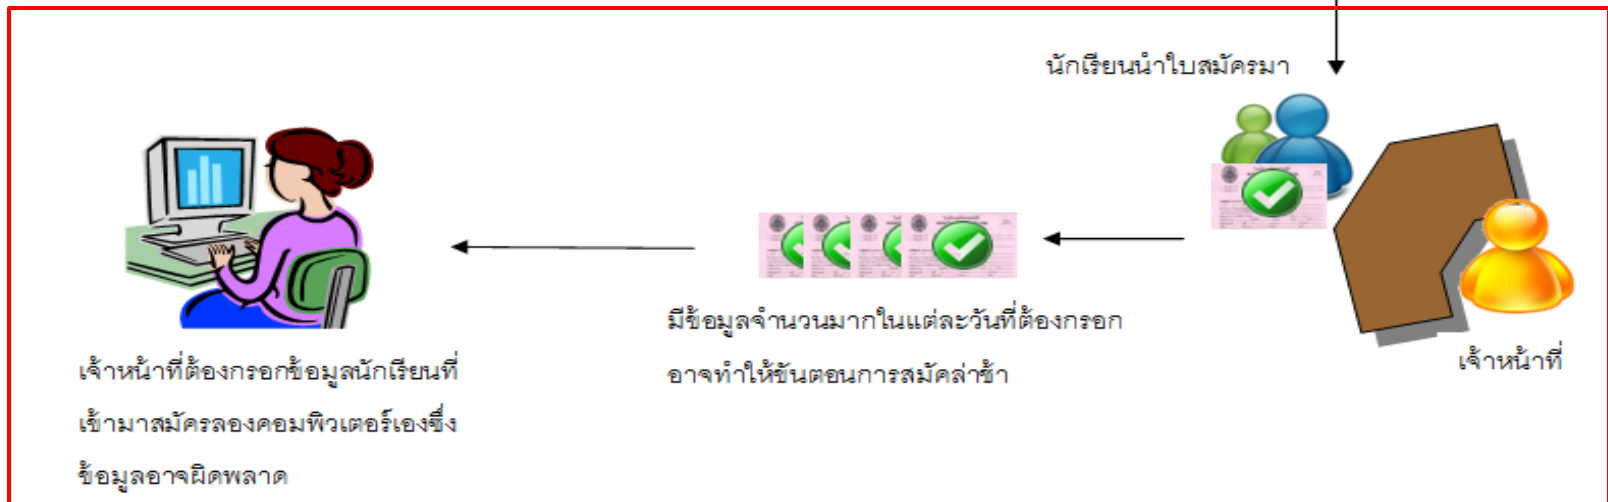 นักเรียนนำใบสมัครมา
เจ้าหน้าที่
มีข้อมูลจำนวนมากในแต่ละวันที่ต้องกรอก
อาจทำให้ขันตอนการสมัคล่าช้า
เจ้าหน้าที่ต้องกรอกข้อมูลนักเรียนที่
เข้ามาสมัครลองคอมพิวเตอร์เองซึ่ง
ข้อมูลอาจผิดพลาด